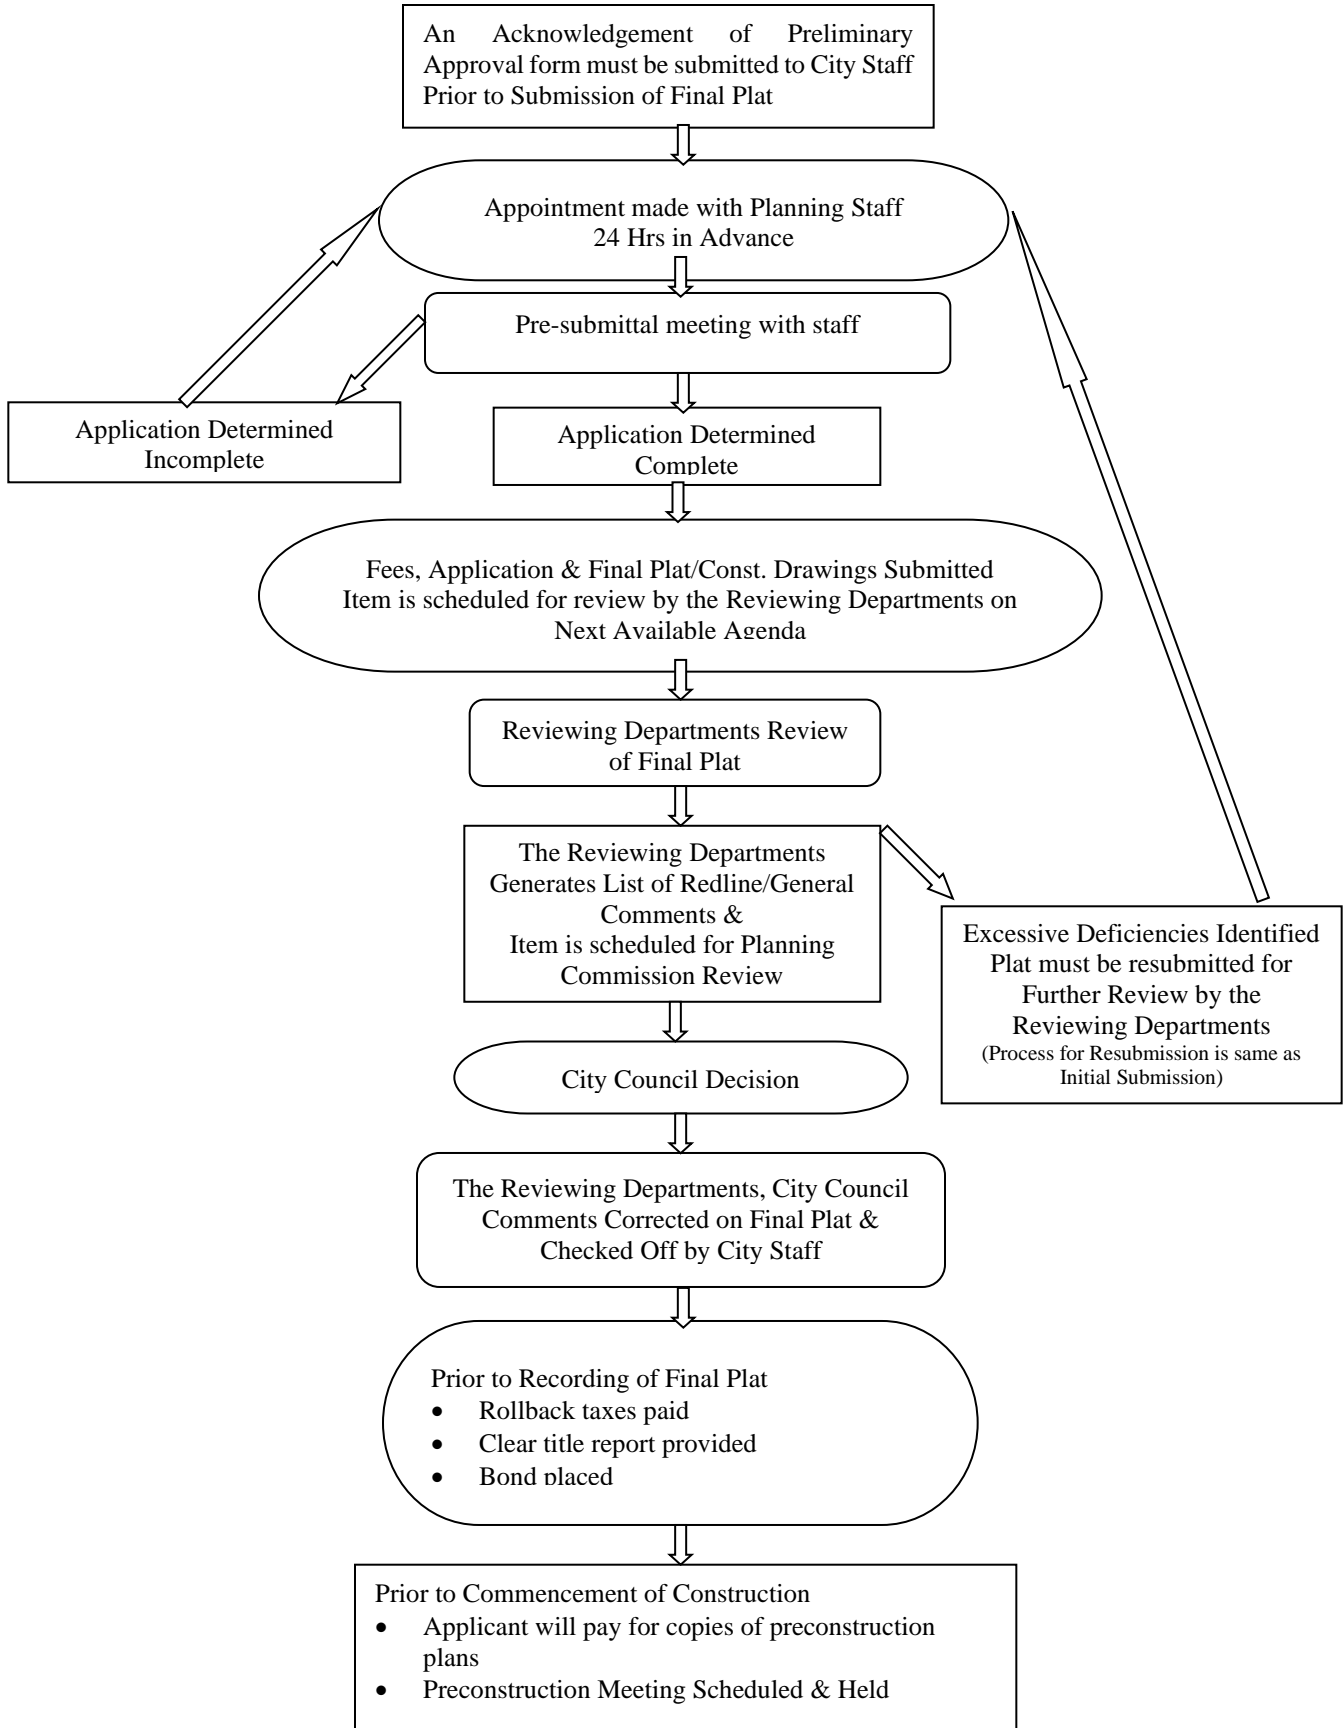 An Acknowledgement of Preliminary
Approval form must be submitted to City Staff
Prior to Submission of Final Plat
Appointment made with Planning Staff
24 Hrs in Advance
Pre-submittal meeting with staff
Application Determined
Incomplete
Application Determined
Complete
Fees, Application & Final Plat/Const. Drawings Submitted
Item is scheduled for review by the Reviewing Departments on
Next Available Agenda
Reviewing Departments Review
of Final Plat
The Reviewing Departments
Generates List of Redline/General
Comments &
Item is scheduled for Planning
Commission Review
Excessive Deficiencies Identified
Plat must be resubmitted for
Further Review by the
Reviewing Departments
(Process for Resubmission is same as
Initial Submission)
City Council Decision
The Reviewing Departments, City Council
Comments Corrected on Final Plat &
Checked Off by City Staff
Prior to Recording of Final Plat
• Rollback taxes paid
• Clear title report provided
• Bond placed
Prior to Commencement of Construction
• Applicant will pay for copies of preconstruction
plans
• Preconstruction Meeting Scheduled & Held